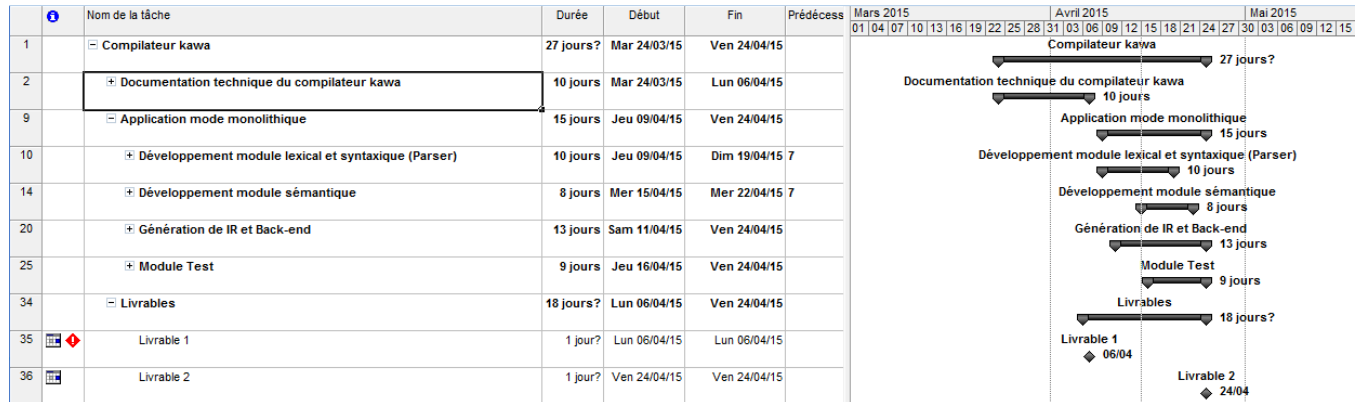 Nom de la tâche Durée Début Fin Prédécess Mars 2015 Avril 2015 Mai 2015
01 04 07 10 13 16 19 22 25 28 31 03 06 09 12 15 18 21 24 27 30 03 06 09 12 15
1 Compilateur kawa 27 jours? Mar 24/03/15 Ven 24/04/15 Compilateur kawa
27 jours?
2 Documentation technique du compilateur kawa 10 jours Mar 24/03/15 Lun 06/04/15 Documentation technique du compilateur kawa
10 jours
9 Application mode monolithique 15 jours Jeu 09/04/15 Ven 24/04/15 Application mode monolithique
15 jours
10 Développement module lexical et syntaxique (Parser) 10 jours Jeu 09/04/15 Dim 19/04/15 7 Développement module lexical et syntaxique (Parser)
10 jours
14 Développement module sémantique 8 jours Mer 15/04/15 Mer 22/04/15 7 Développement module sémantique
8 jours
20 Génération de IR et Back-end 13 jours Sam 11/04/15 Ven 24/04/15 Génération de IR et Back-end
13 jours
25 Module Test 9 jours Jeu 16/04/15 Ven 24/04/15 Module Test
9 jours
34 Livrables 18 jours? Lun 06/04/15 Ven 24/04/15 Livrables
18 jours?
35 Livrable 1 1 jour? Lun 06/04/15 Lun 06/04/15 Livrable 1
06/04
36 Livrable 2 1 jour? Ven 24/04/15 Ven 24/04/15 Livrable 2
24/04